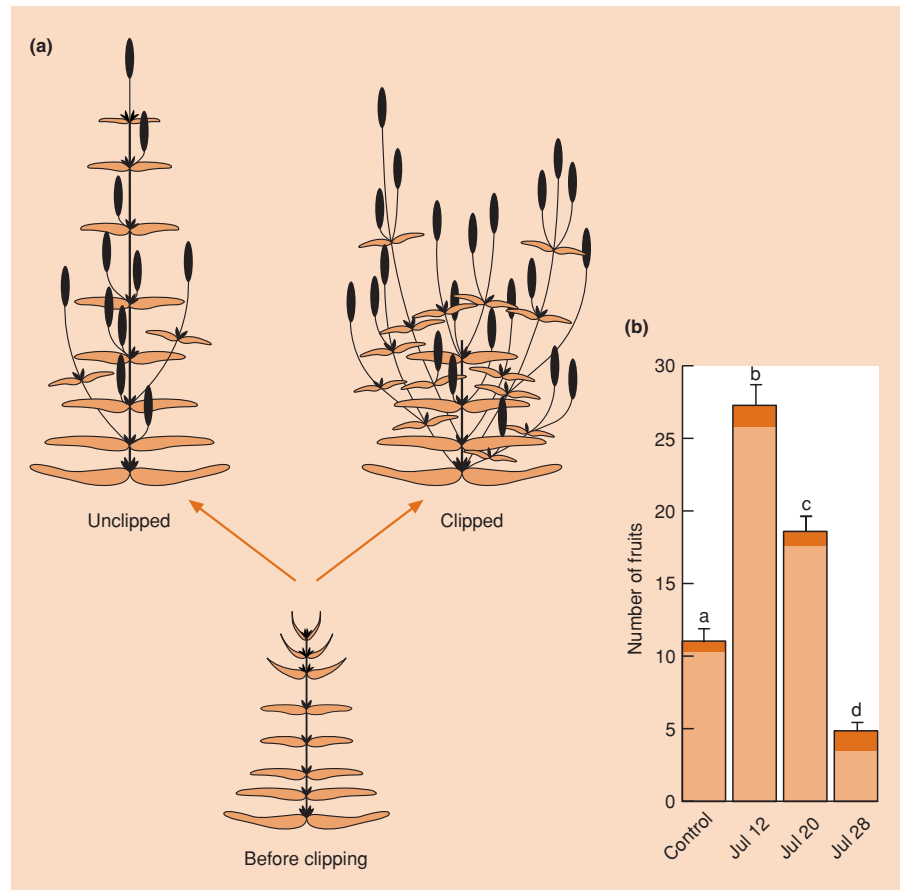 (a)
Unclipped
Clipped
Before clipping
(b)
Number of fruits
30
25
20
15
10
5
0
a
b
c
d
Control
Jul 12
Jul 20
Jul 28